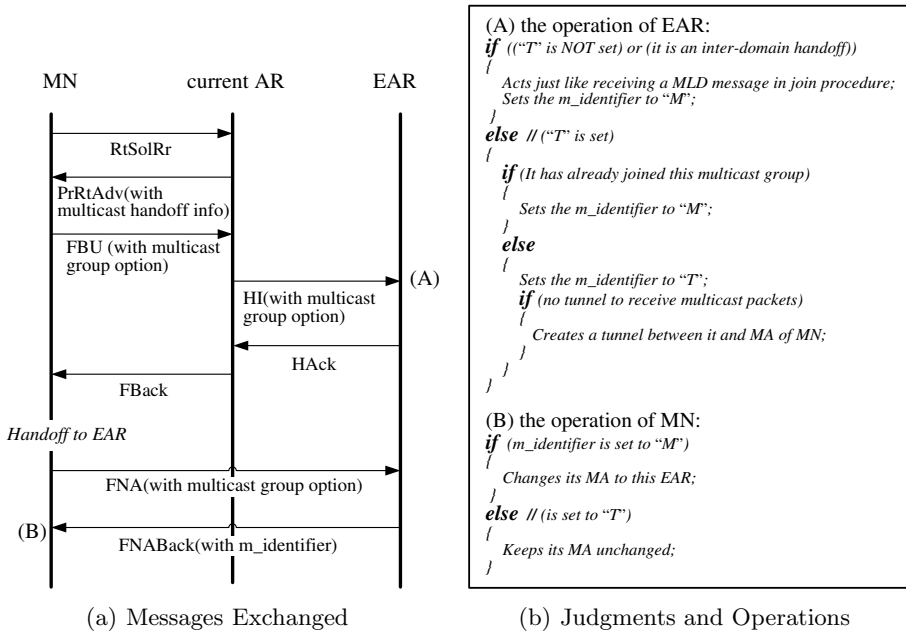 MN
current AR
EAR
RtSolRr
PrRtAdv(with
multicast handoff info)
FBU (with multicast
group option)
(A)
HI(with multicast
group option)
HAck
FBack
Handoff to EAR
FNA(with multicast group option)
(B)
FNABack(with m_identifier)
(a) Messages Exchanged
(A) the operation of EAR:
if ((“T” is NOT set) or (it is an inter-domain handoff))
{
Acts just like receiving a MLD message in join procedure;
Sets the m_identifier to “M”;
}
else // (“T” is set)
{
if (It has already joined this multicast group)
{
Sets the m_identifier to “M”;
}
else
{
Sets the m_identifier to “T”;
if (no tunnel to receive multicast packets)
{
Creates a tunnel between it and MA of MN;
}
}
}
(B) the operation of MN:
if (m_identifier is set to “M”)
{
Changes its MA to this EAR;
}
else // (is set to “T”)
{
Keeps its MA unchanged;
}
(b) Judgments and Operations